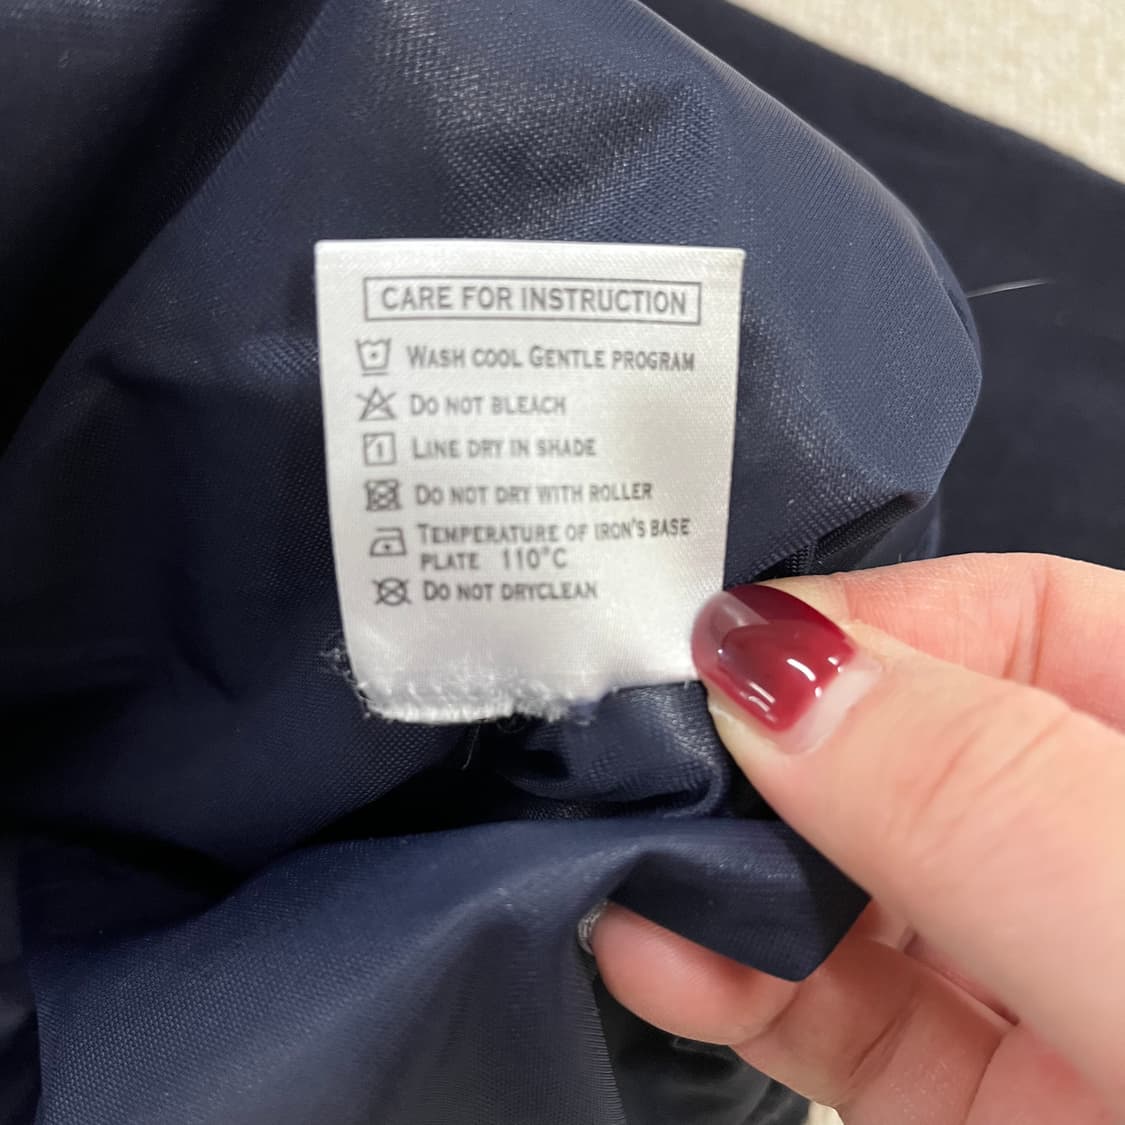 CARE FOR INSTRUCTION
WASH COOL GENTLE PROGRAM
DO NOT BLEACH
LINE DRY IN SHADE
DO NOT DRY WITH ROLLER
TEMPERATURE OF IRON'S BASE
PLATE 110°C
DO NOT DRYCLEAN